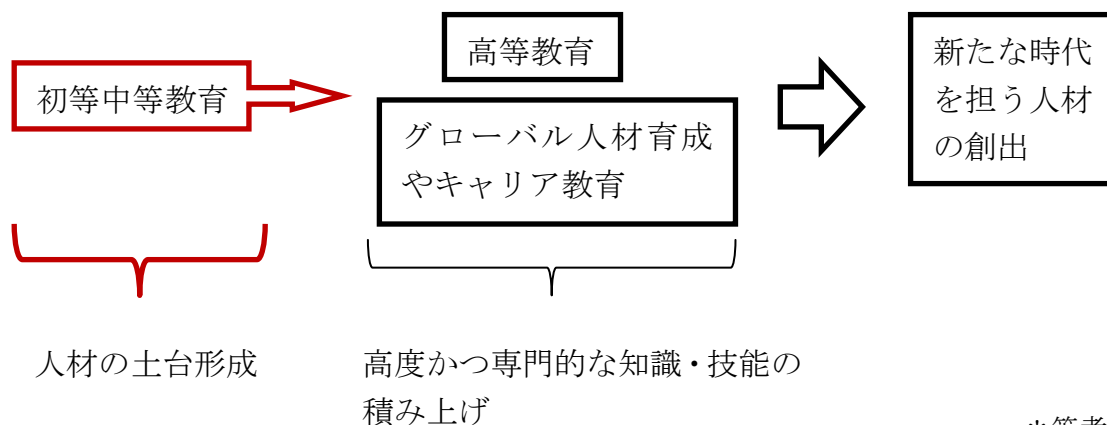 高等教育
初等中等教育
グローバル人材育成
やキャリア教育
新たな時代
を担う人材
の創出
人材の土台形成
高度かつ専門的な知識・技能の
積み上げ